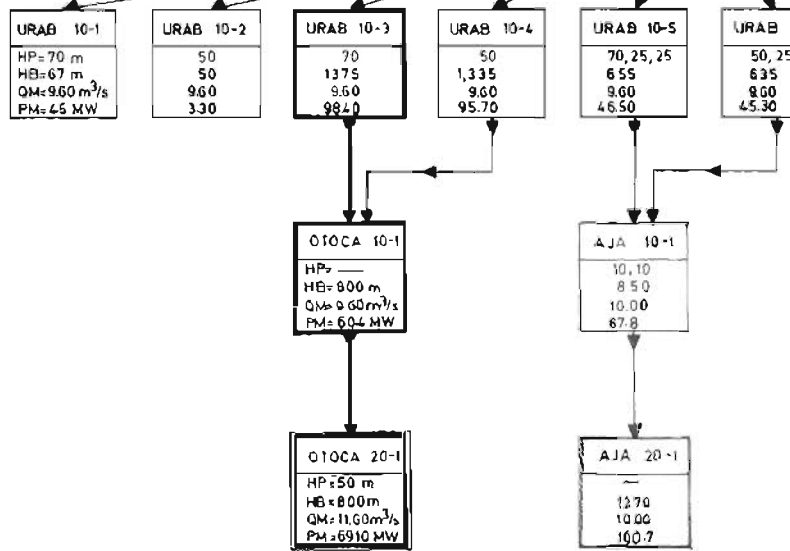 URAB 10-1
HP=70 m
HB=67 m
QM=9.60 m³/s
PM=46 MW
URAB 10-2
50
50
9.60
3.30
URAB 10-3
70
1375
9.60
98.40
URAB 10-4
50
1,335
9.60
95.70
URAB 10-5
70,25,25
655
9.60
46.50
URAB
50, 25
635
9.60
45.30
OTOCA 10-1
HP= —
HB=800 m
QM=9.60 m³/s
PM=60.4 MW
AJA 10-1
10,10
850
10.00
67.8
OTOCA 20-1
HP=50 m
HB=800 m
QM=11.60 m³/s
PM=69.10 MW
AJA 20-1
—
1270
10.00
100.7